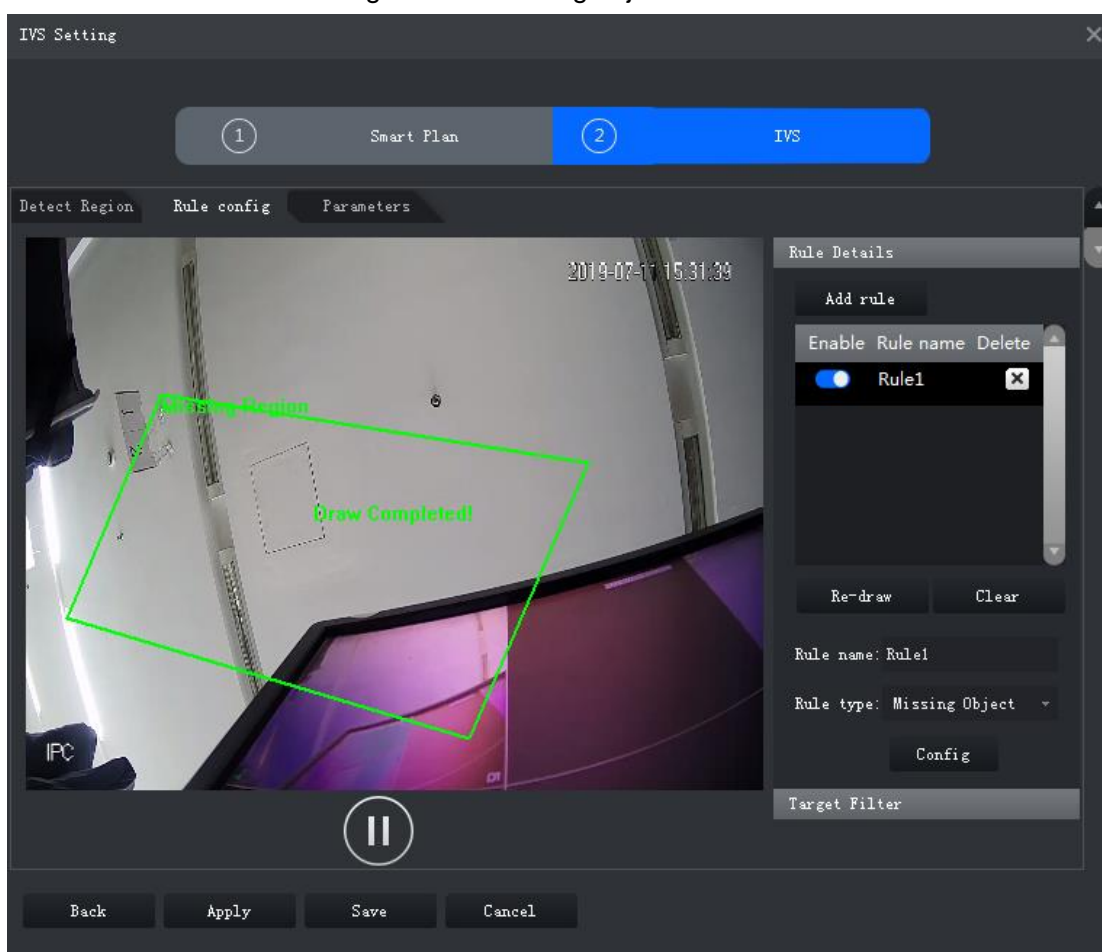 IVS Setting
1 Smart Plan 2 IVS
Detect Region Rule config Parameters
2019-07-11 15:31:39
Missing Region
Draw Completed!
IPC
Rule Details
Add rule
Enable Rule name Delete
Rule1
Re-draw Clear
Rule name: Rule1
Rule type: Missing Object
Config
Target Filter
Back Apply Save Cancel